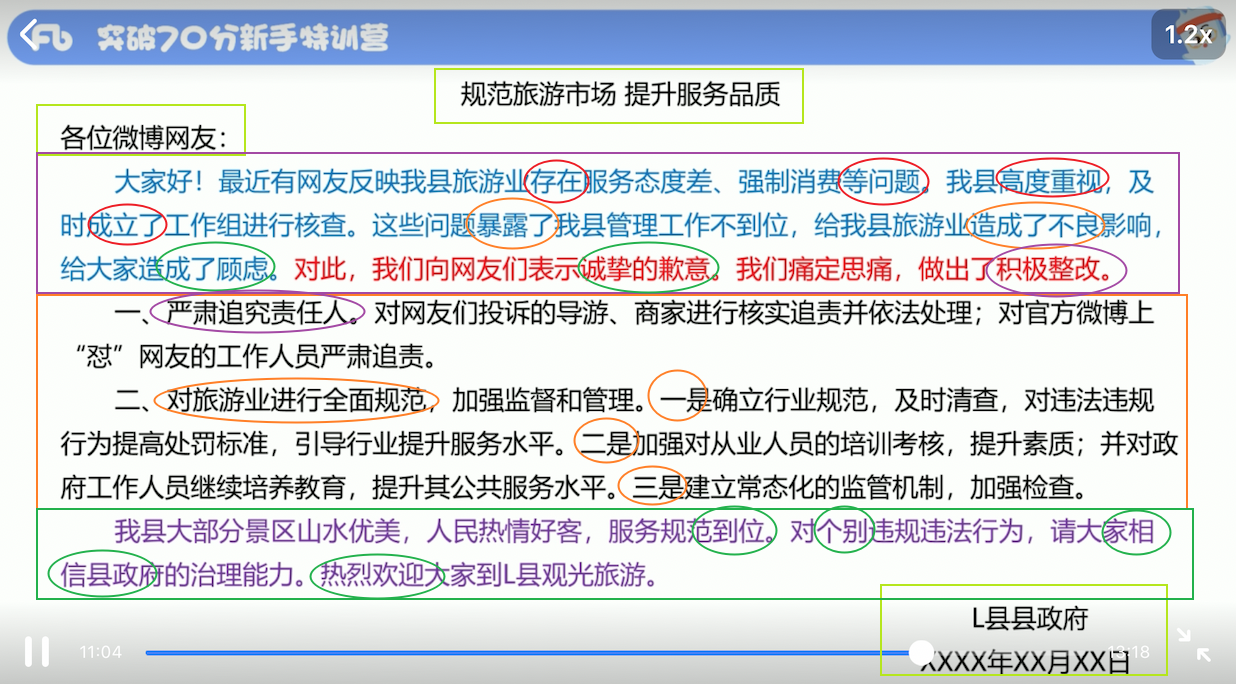 突破70分新手特训营
1.2x
规范旅游市场 提升服务品质
各位微博网友：
大家好！最近有网友反映我县旅游业存在服务态度差、强制消费等问题。我县高度重视，及
时成立了工作组进行核查。这些问题暴露了我县管理工作不到位，给我县旅游业造成了不良影响，
给大家造成了顾虑。对此，我们向网友们表示诚挚的歉意。我们痛定思痛，做出了积极整改。
一、严肃追究责任人。对网友们投诉的导游、商家进行核实追责并依法处理；对官方微博上
“怼”网友的工作人员严肃追责。
二、对旅游业进行全面规范，加强监督和管理。一是确立行业规范，及时清查，对违法违规
行为提高处罚标准，引导行业提升服务水平。二是加强对从业人员的培训考核，提升素质；并对政
府工作人员继续培养教育，提升其公共服务水平。三是建立常态化的监管机制，加强检查。
我县大部分景区山水优美，人民热情好客，服务规范到位。对个别违规违法行为，请大家相
信县政府的治理能力。热烈欢迎大家到L县观光旅游。
L县县政府
11:04
13:18
XXXX年XX月XX日